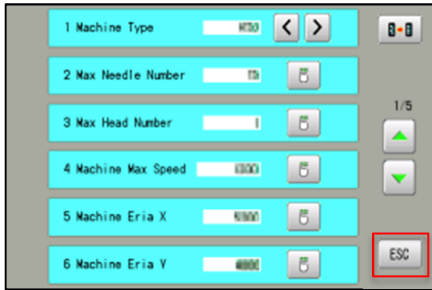 1 Machine Type
2 Max Needle Number
1/5
3 Max Head Number 1
4 Machine Max Speed
5 Machine Eria X
ESC
6 Machine Eria Y